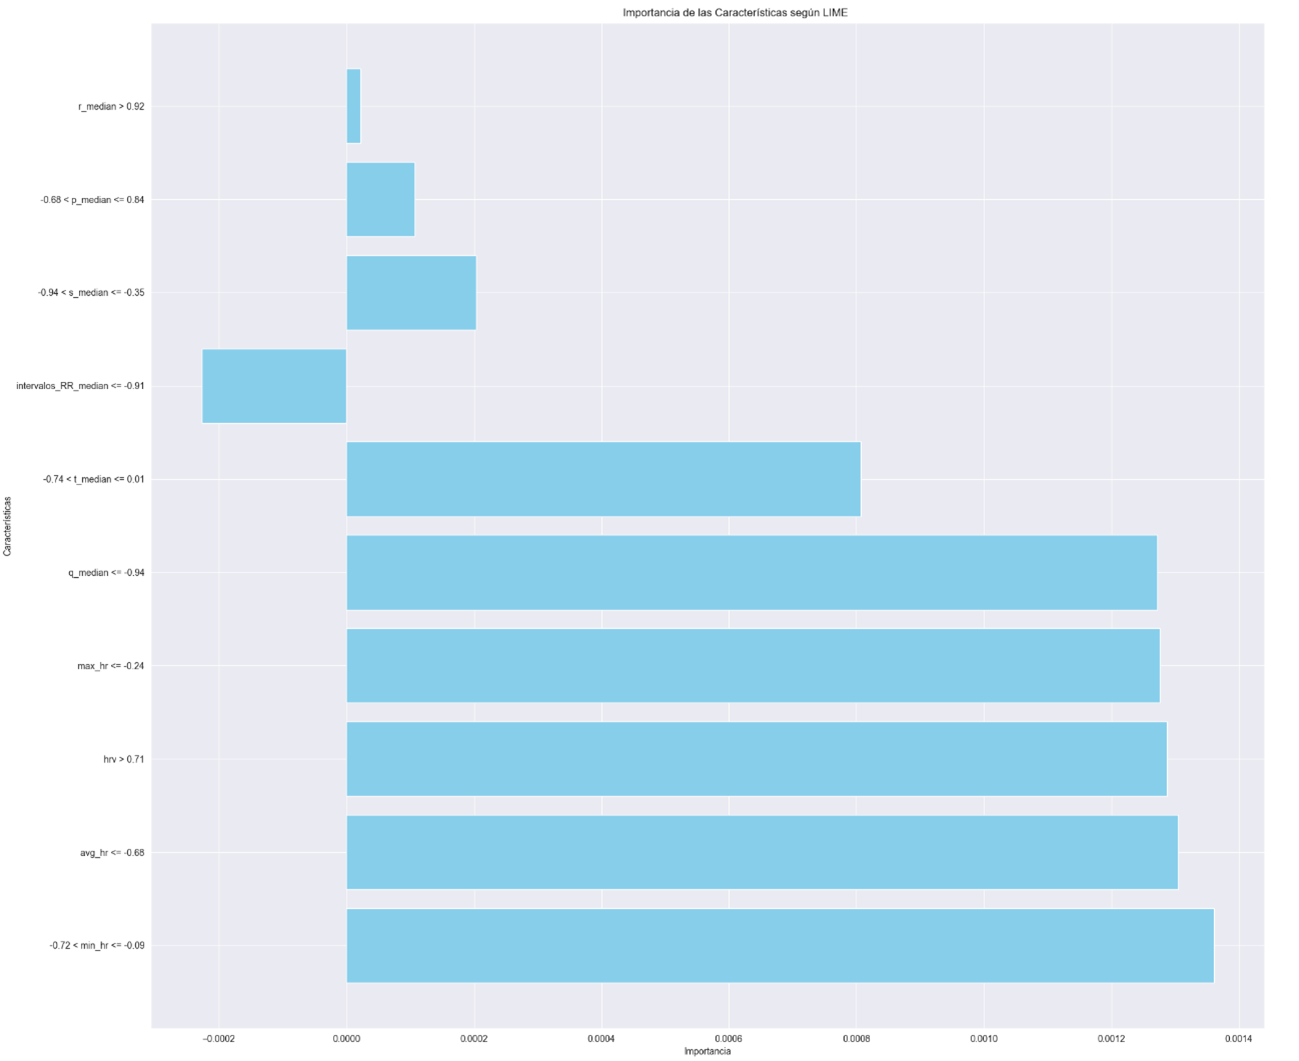 Importancia de las Características según LIME
r_median > 0.92
-0.68 < p_median <= 0.84
-0.94 < s_median <= -0.35
intervalos_RR_median <= -0.91
-0.74 < t_median <= 0.01
q_median <= -0.94
max_hr <= -0.24
hrv > 0.71
avg_hr <= -0.68
-0.72 < min_hr <= -0.09
Características
−0.0002 0.0000 0.0002 0.0004 0.0006 0.0008 0.0010 0.0012 0.0014
Importancia